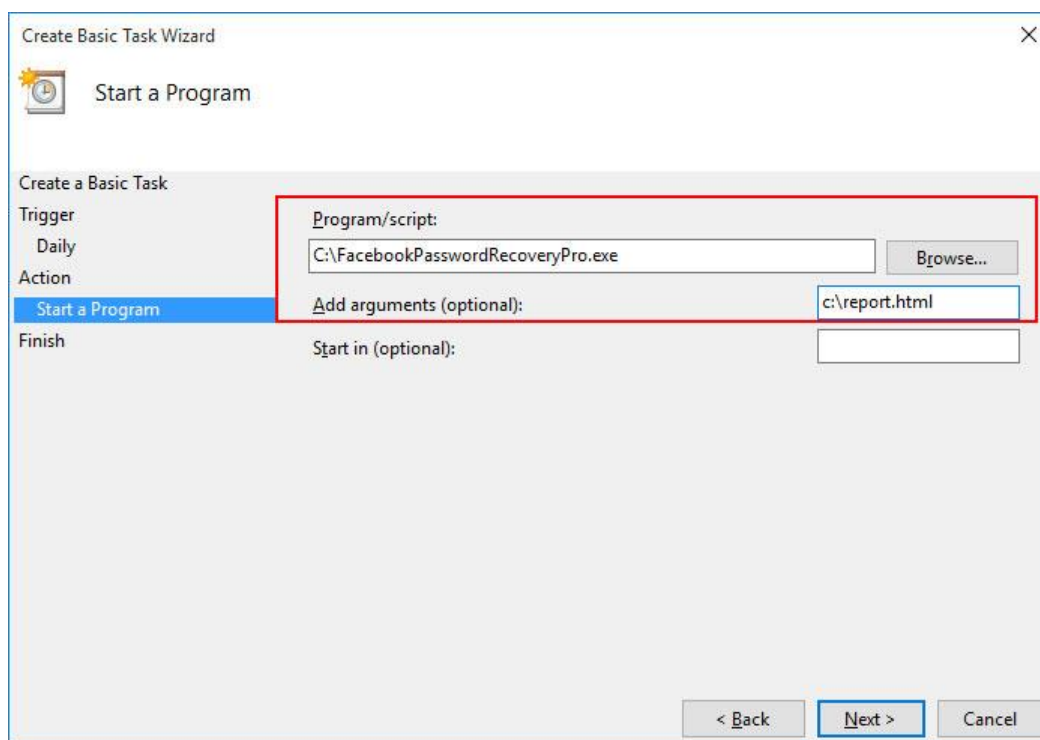 Create Basic Task Wizard
Start a Program
Create a Basic Task
Trigger
Daily
Action
Start a Program
Finish
Program/script:
C:\FacebookPasswordRecoveryPro.exe
Browse...
Add arguments (optional):
c:\report.html
Start in (optional):
< Back
Next >
Cancel